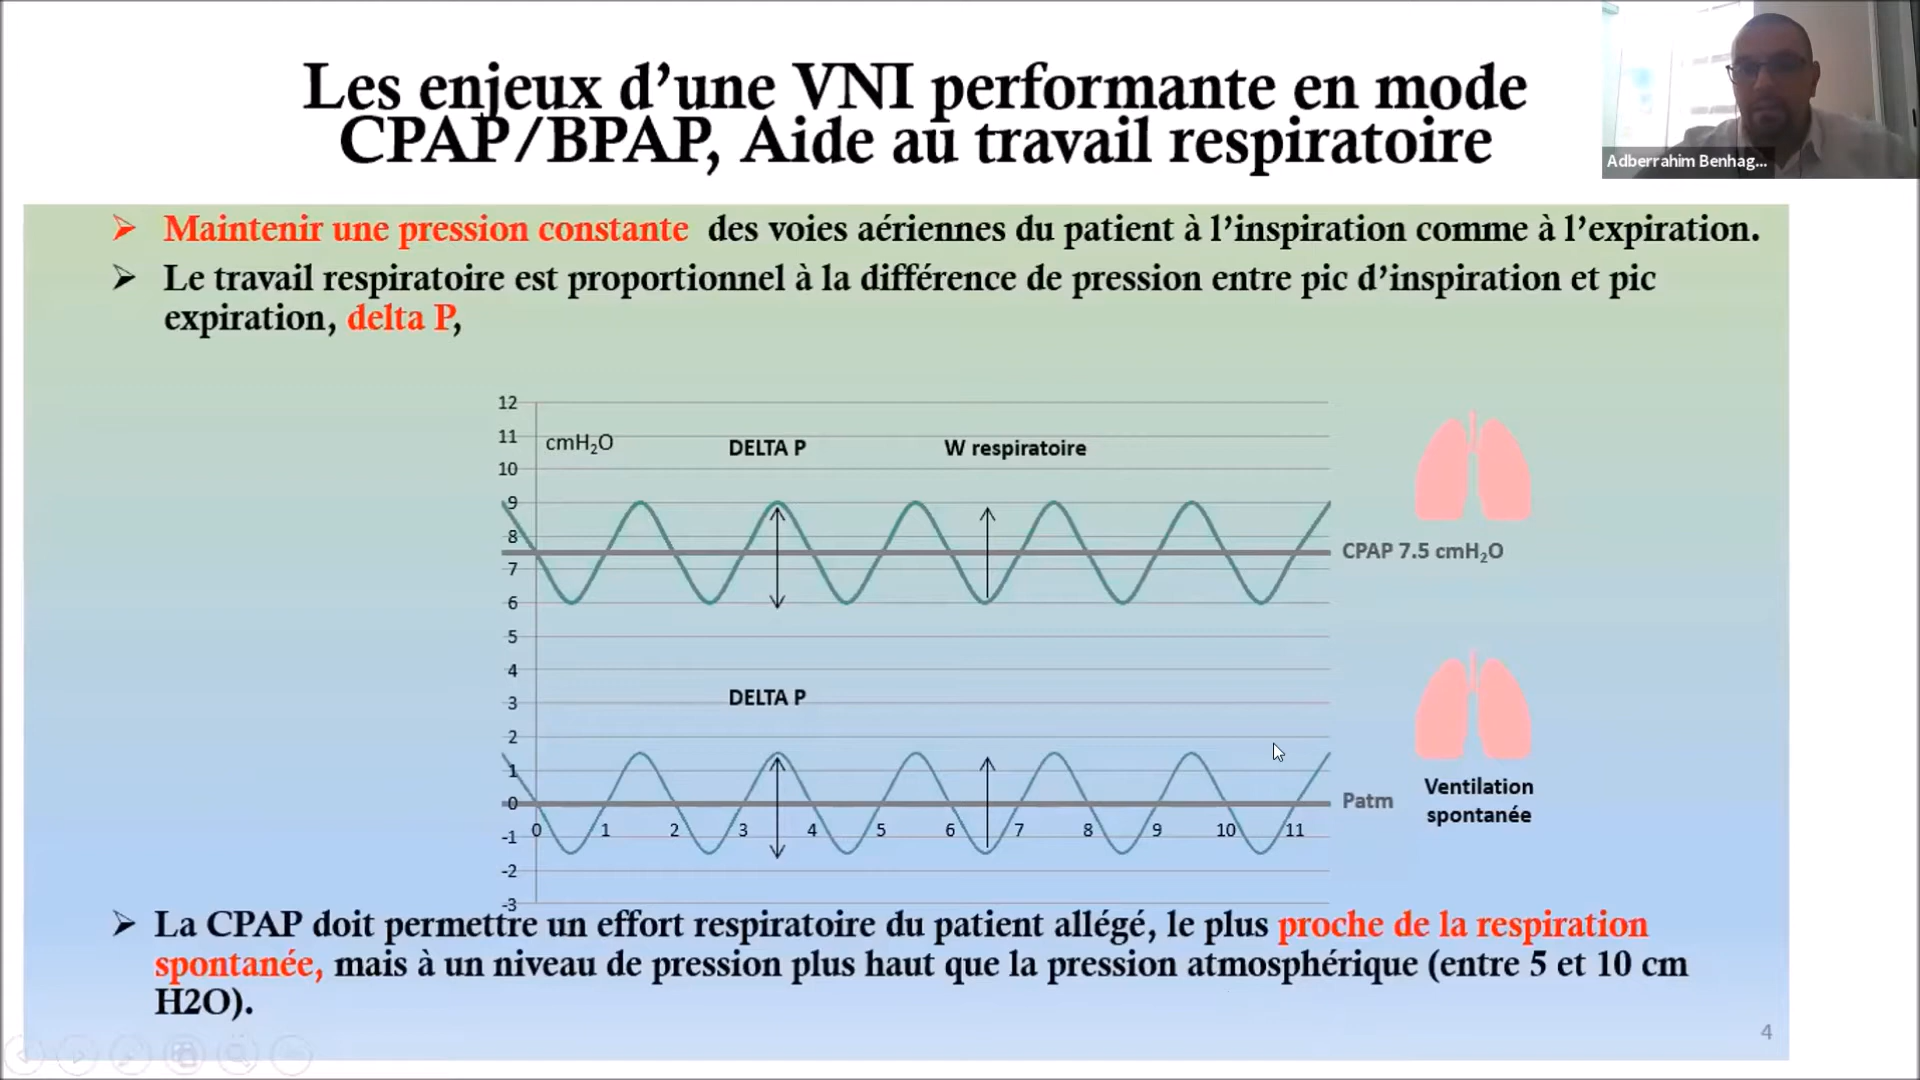 Les enjeux d’une VNI performante en mode
CPAP/BPAP, Aide au travail respiratoire
Adberrahim Benhag...
Maintenir une pression constante des voies aériennes du patient à l’inspiration comme à l’expiration.
Le travail respiratoire est proportionnel à la différence de pression entre pic d’inspiration et pic
expiration, delta P,
12
11
cmH₂O
DELTA P
W respiratoire
10
9
8
CPAP 7.5 cmH₂O
7
6
5
4
DELTA P
3
2
1
0
Patm
Ventilation
spontanée
0 1 2 3 4 5 6 7 8 9 10 11
-1
-2
-3
La CPAP doit permettre un effort respiratoire du patient allégé, le plus proche de la respiration
spontanée, mais à un niveau de pression plus haut que la pression atmosphérique (entre 5 et 10 cm
H2O).
4